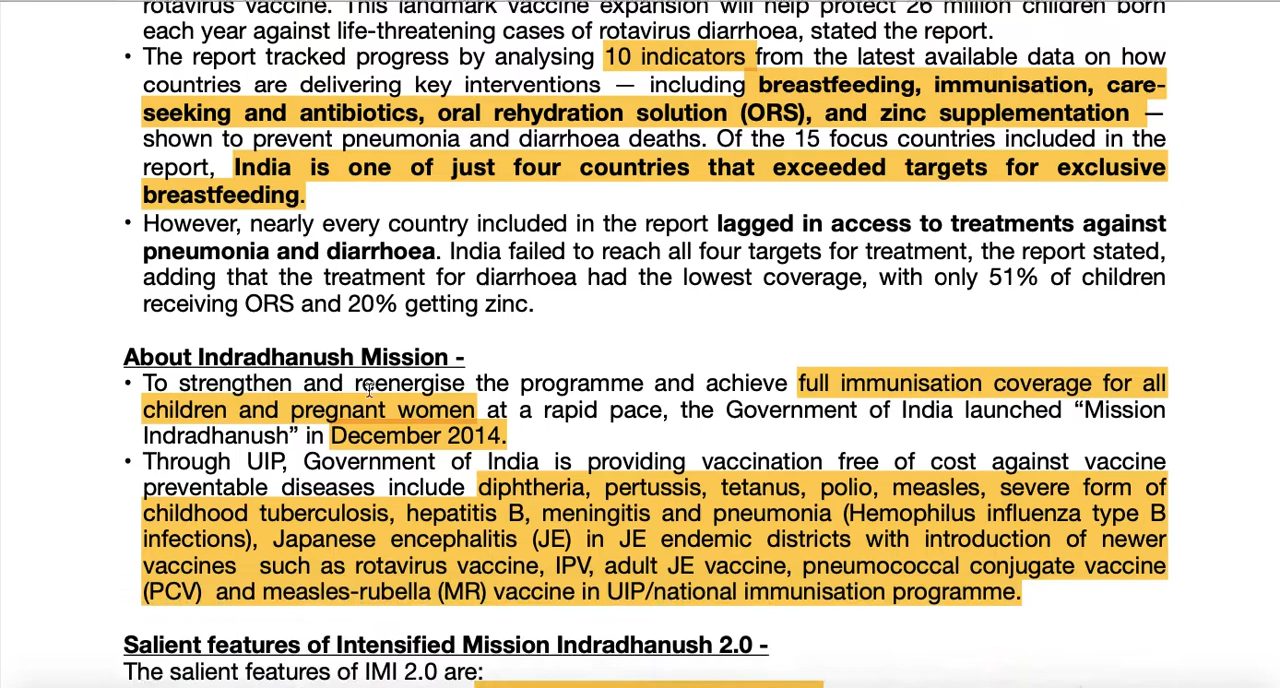 rotavirus vaccine. This landmark vaccine expansion will help protect 26 million children born
each year against life-threatening cases of rotavirus diarrhoea, stated the report.
• The report tracked progress by analysing 10 indicators from the latest available data on how
countries are delivering key interventions — including breastfeeding, immunisation, care-
seeking and antibiotics, oral rehydration solution (ORS), and zinc supplementation —
shown to prevent pneumonia and diarrhoea deaths. Of the 15 focus countries included in the
report, India is one of just four countries that exceeded targets for exclusive
breastfeeding.
• However, nearly every country included in the report lagged in access to treatments against
pneumonia and diarrhoea. India failed to reach all four targets for treatment, the report stated,
adding that the treatment for diarrhoea had the lowest coverage, with only 51% of children
receiving ORS and 20% getting zinc.
About Indradhanush Mission -
• To strengthen and reenergise the programme and achieve full immunisation coverage for all
children and pregnant women at a rapid pace, the Government of India launched “Mission
Indradhanush” in December 2014.
• Through UIP, Government of India is providing vaccination free of cost against vaccine
preventable diseases include diphtheria, pertussis, tetanus, polio, measles, severe form of
childhood tuberculosis, hepatitis B, meningitis and pneumonia (Hemophilus influenza type B
infections), Japanese encephalitis (JE) in JE endemic districts with introduction of newer
vaccines such as rotavirus vaccine, IPV, adult JE vaccine, pneumococcal conjugate vaccine
(PCV) and measles-rubella (MR) vaccine in UIP/national immunisation programme.
Salient features of Intensified Mission Indradhanush 2.0 -
The salient features of IMI 2.0 are: